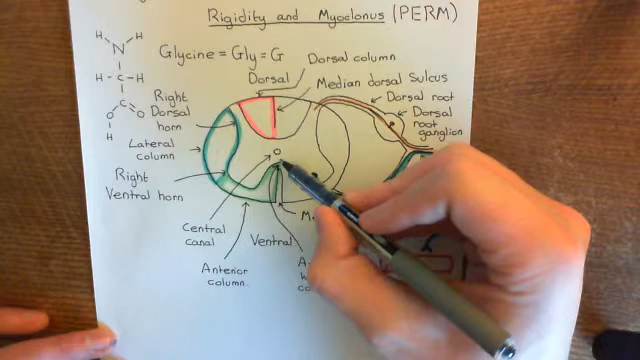 Rigidity and Myoclonus (PERM)
Glycine = Gly = G
Dorsal column
Dorsal
Median dorsal Sulcus
Dorsal root
Dorsal
root
ganglion
Right
Dorsal
horn
Lateral
column
Right
Ventral horn
Central
canal
Ventral
Anterior
column
H
H
N
H-C-H
C
O
O
H